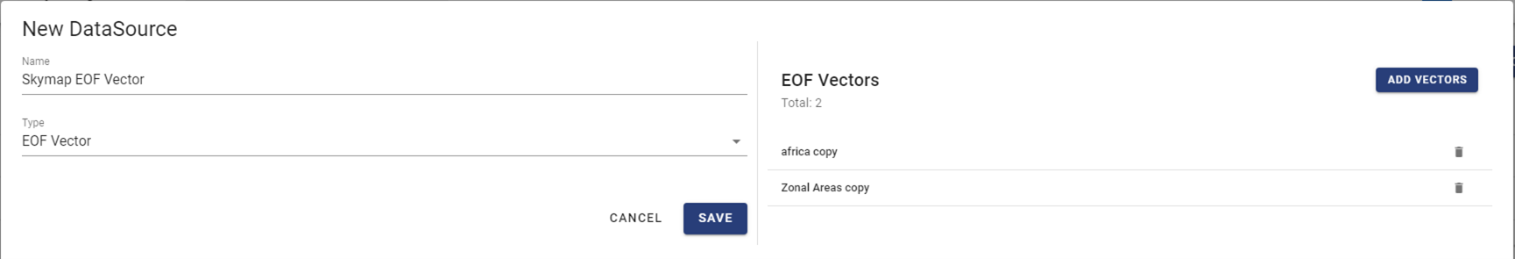 New DataSource
Name
Skymap EOF Vector
Type
EOF Vector
CANCEL SAVE
EOF Vectors
ADD VECTORS
Total: 2
africa copy
Zonal Areas copy